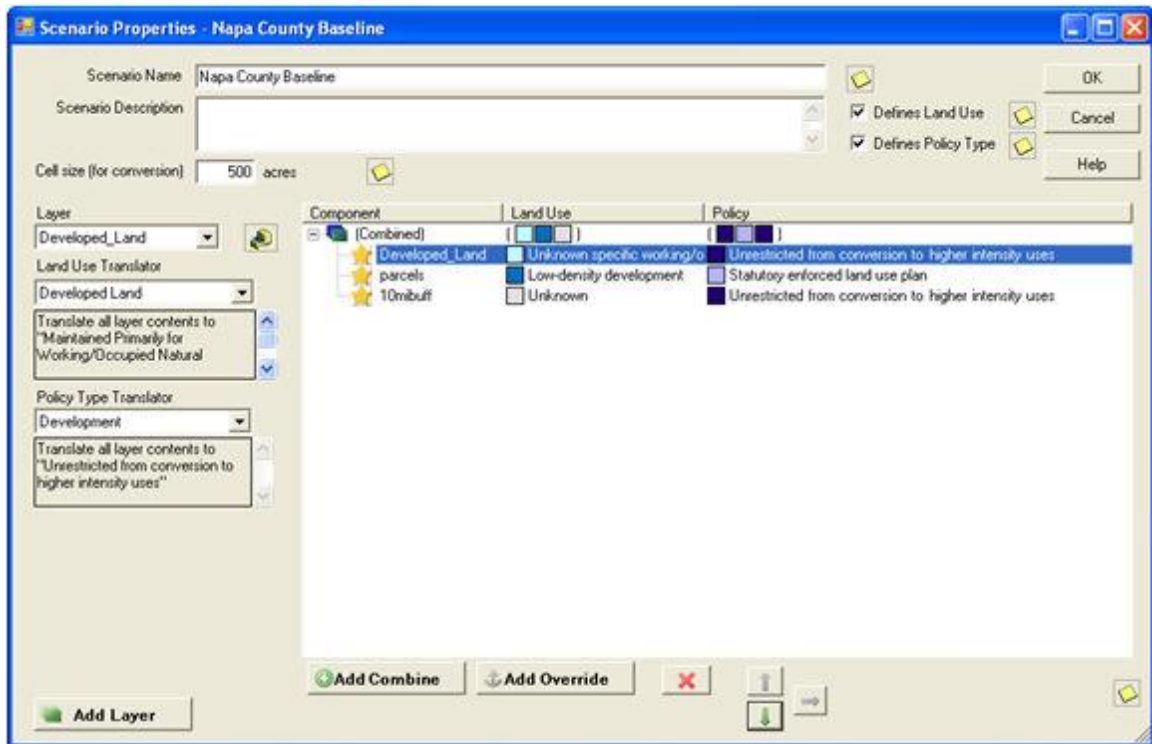 Scenario Properties - Napa County Baseline
Scenario Name Napa County Baseline OK
Scenario Description Defines Land Use Cancel
Defines Policy Type
Help
Cell size (for conversion) 500 acres
Layer
Developed_Land
Land Use Translator
Developed Land
Translate all layer contents to
"Maintained Primarily for
Working/Occupied Natural
Policy Type Translator
Development
Translate all layer contents to
"Unrestricted from conversion to
higher intensity uses"
Component Land Use Policy
(Combined) ( ) ( )
Developed_Land Unknown specific working/o Unrestricted from conversion to higher intensity uses
parcels Low-density development Statutory enforced land use plan
10mibuff Unknown Unrestricted from conversion to higher intensity uses
Add Combine Add Override
Add Layer